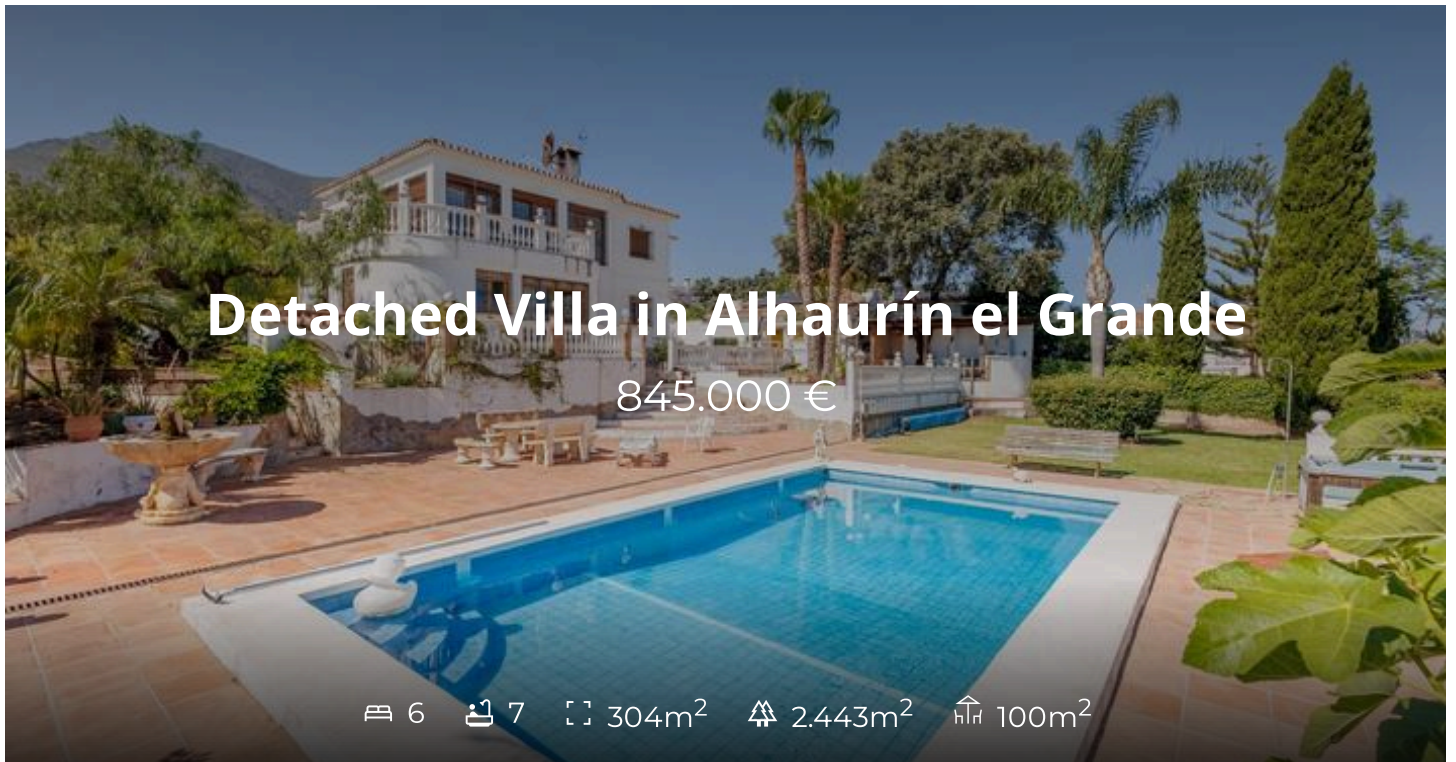 Detached Villa in Alhaurín el Grande
845.000 €
6 7 304m² 2.443m² 100m²